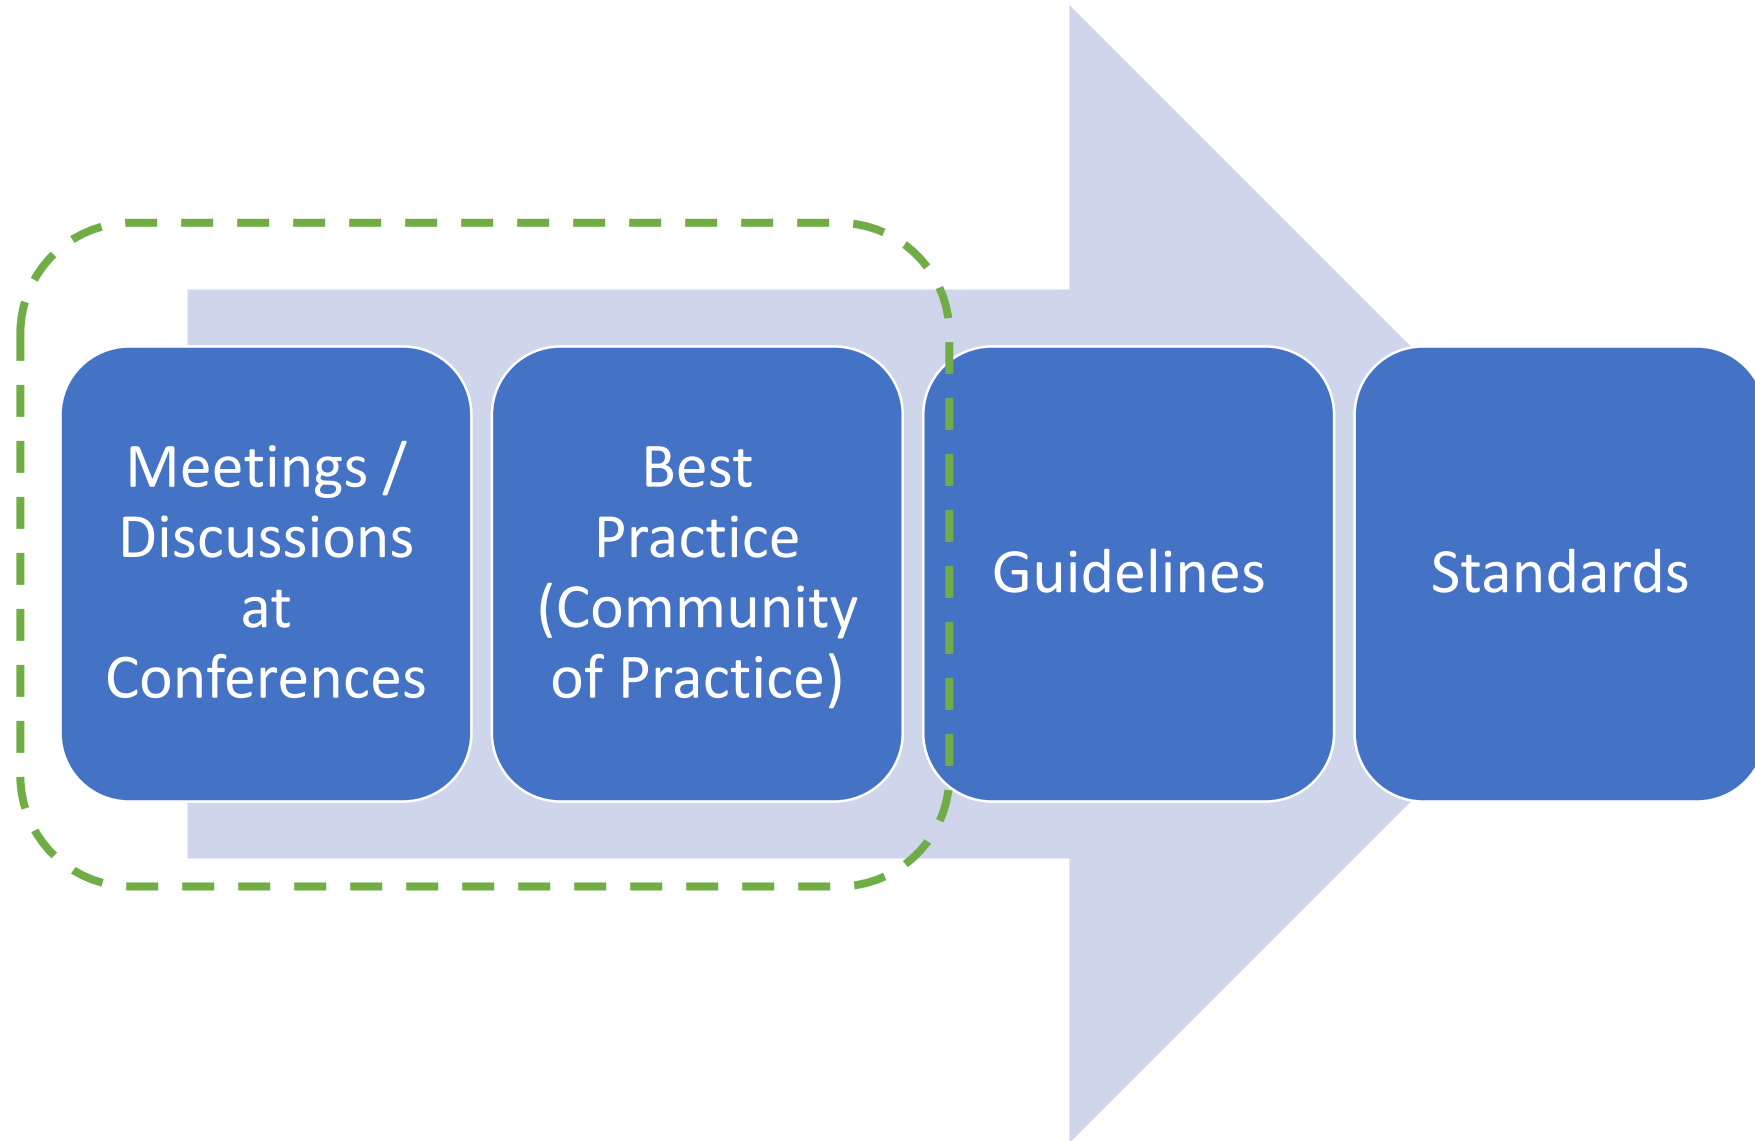 Meetings /
Discussions
at
Conferences
Best
Practice
(Community
of Practice)
Guidelines
Standards